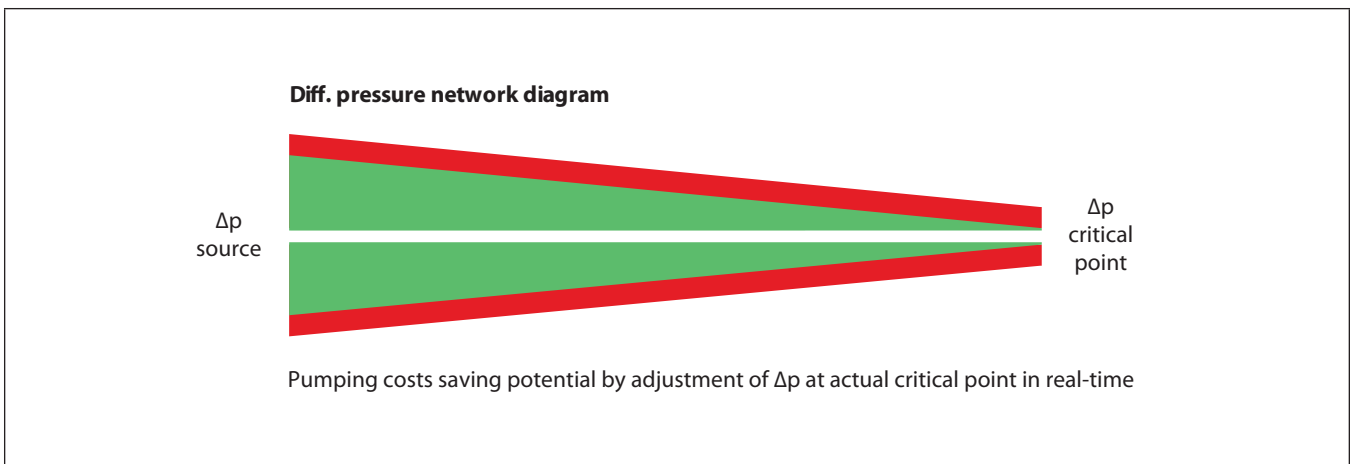 Diff. pressure network diagram
Δp
source
Δp
critical
point
Pumping costs saving potential by adjustment of Δp at actual critical point in real-time